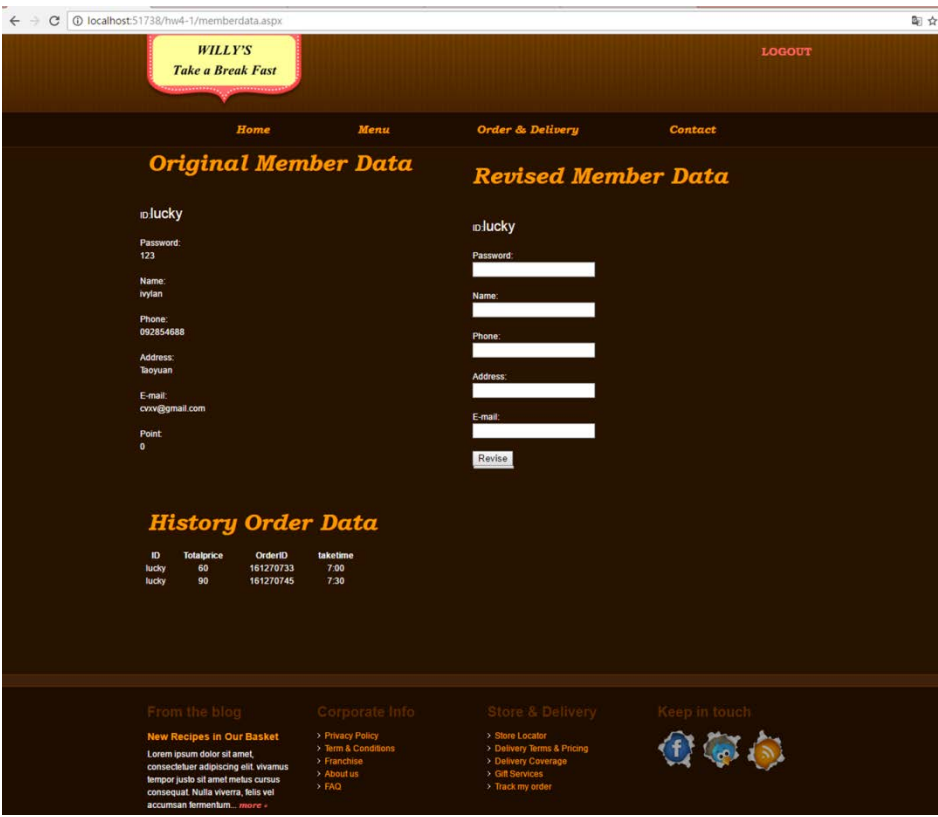 localhost:51738/hw4-1/memberdata.aspx
WILLY'S
Take a Break Fast
LOGOUT
Home Menu Order & Delivery Contact
Original Member Data
ID:lucky
Password:
123
Name:
ivylan
Phone:
092854688
Address:
Taoyuan
E-mail:
cvxv@gmail.com
Point:
0
Revised Member Data
ID:lucky
Password:
Name:
Phone:
Address:
E-mail:
Revise
History Order Data
ID Totalprice OrderID taketime
lucky 60 161270733 7:00
lucky 90 161270745 7:30
From the blog
New Recipes in Our Basket
Lorem ipsum dolor sit amet,
consectetuer adipiscing elit. vivamus
tempor justo sit amet metus cursus
consequat. Nulla viverra, felis vel
accumsan fermentum... more »
Corporate Info
> Privacy Policy
> Term & Conditions
> Franchise
> About us
> FAQ
Store & Delivery
> Store Locator
> Delivery Terms & Pricing
> Delivery Coverage
> Gift Services
> Track my order
Keep in touch